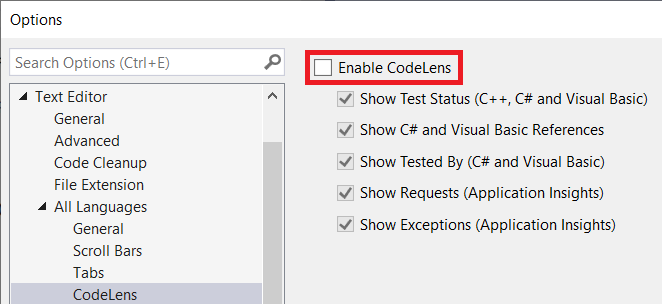 Options
Search Options (Ctrl+E)
Text Editor
General
Advanced
Code Cleanup
File Extension
All Languages
General
Scroll Bars
Tabs
CodeLens
Enable CodeLens
Show Test Status (C++, C# and Visual Basic)
Show C# and Visual Basic References
Show Tested By (C# and Visual Basic)
Show Requests (Application Insights)
Show Exceptions (Application Insights)